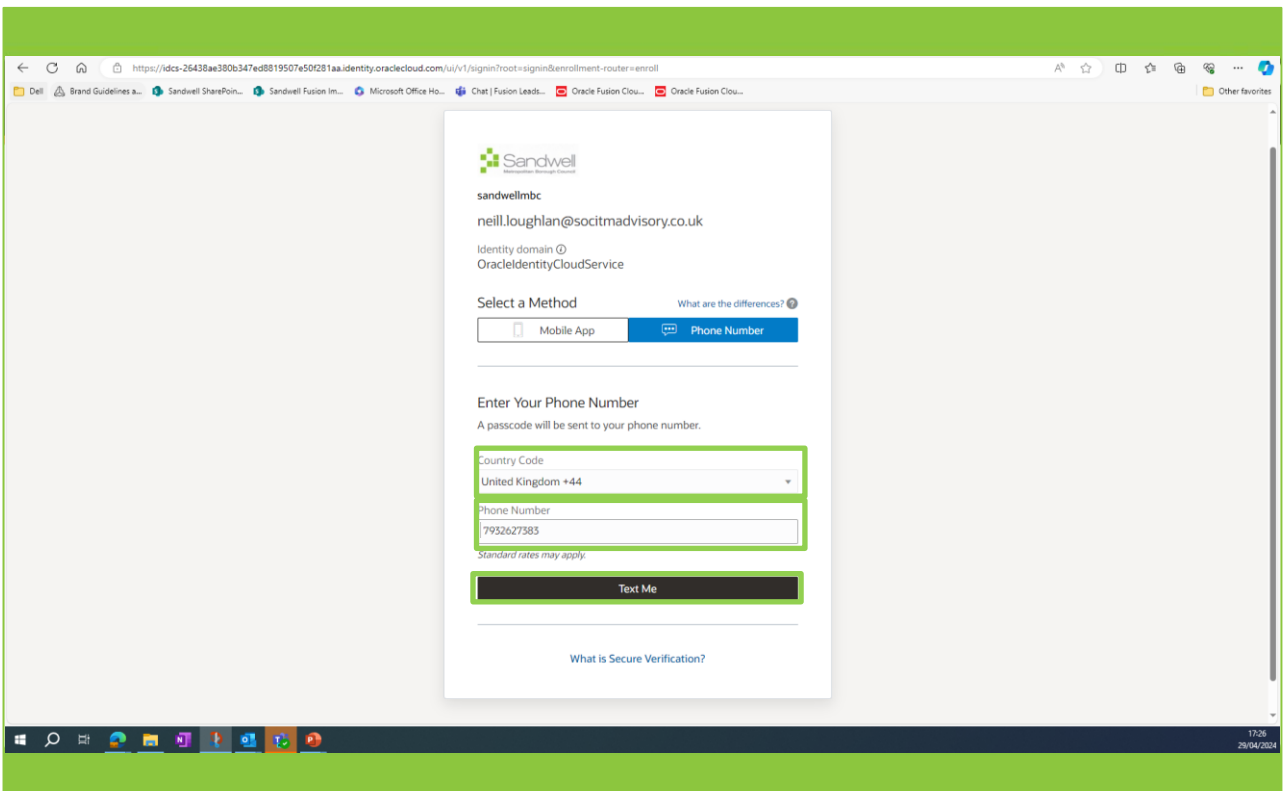 https://idcs-26438ae380b347ed8819507e50f281aa.identity.oraclecloud.com/ui/v1/signin?root=signin&enrollment-router=enroll
Dell Brand Guidelines a... Sandwell SharePoin... Sandwell Fusion Im... Microsoft Office Ho... Chat | Fusion Leads... Oracle Fusion Clou... Oracle Fusion Clou... Other favorites
Sandwell
Metropolitan Borough Council
sandwellmbc
neill.loughlan@socitmadvisory.co.uk
Identity domain
OracleIdentityCloudService
Select a Method What are the differences?
Mobile App Phone Number
Enter Your Phone Number
A passcode will be sent to your phone number.
Country Code
United Kingdom +44
Phone Number
7932627383
Standard rates may apply.
Text Me
What is Secure Verification?
17:26
29/04/2024